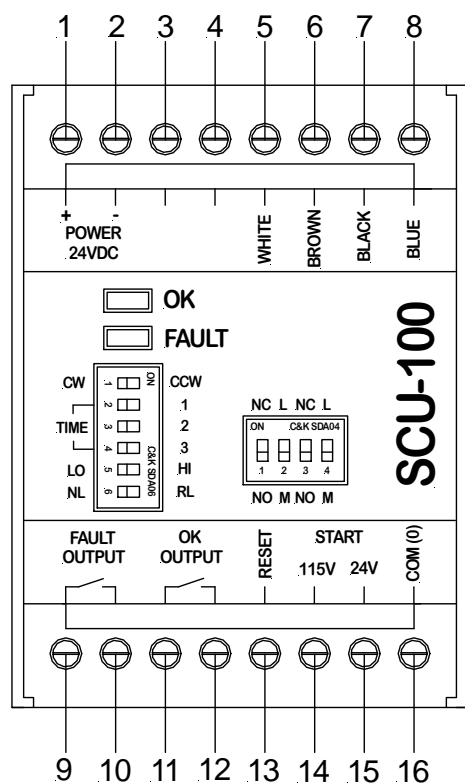 1 2 3 4 5 6 7 8
+ -
POWER
24VDC
WHITE
BROWN
BLACK
BLUE
OK
FAULT
SCU-100
CW 1 ON CCW
2 1
TIME 3 2
4 3
LO 5 HI
NL 6 RL
C&K SDA06
NC L NC L
ON C&K SDA04
1 2 3 4
NO M NO M
FAULT
OUTPUT
OK
OUTPUT
RESET
START
115V 24V
COM (0)
9 10 11 12 13 14 15 16